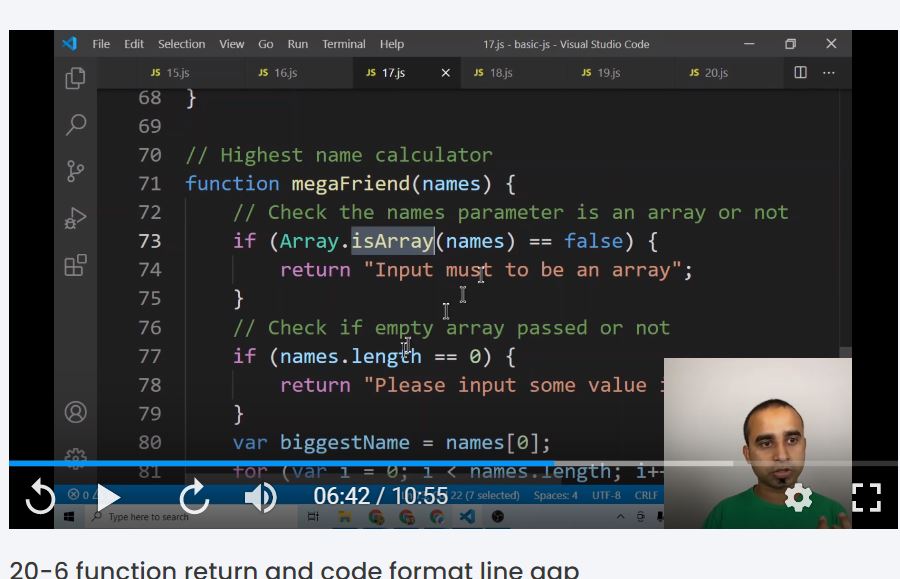 File Edit Selection View Go Run Terminal Help 17.js - basic-js - Visual Studio Code
JS 15.js JS 16.js JS 17.js JS 18.js JS 19.js JS 20.js
68 }
69
70 // Highest name calculator
71 function megaFriend(names) {
72 // Check the names parameter is an array or not
73 if (Array.isArray(names) == false) {
74 return "Input must to be an array";
75 }
76 // Check if empty array passed or not
77 if (names.length == 0) {
78 return "Please input some value
79 }
80 var biggestName = names[0];
81 for (var i = 0; i < names.length; i+
06:42 / 10:55 22 (7 selected) Spaces: 4 UTF-8 CRLF
Type here to search
20-6 function return and code format line gap